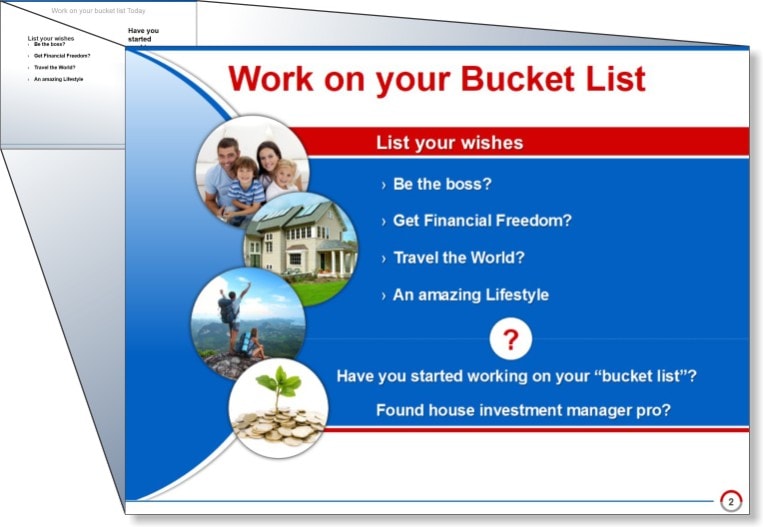 Work on your bucket list Today
List your wishes
› Be the boss?
› Get Financial Freedom?
› Travel the World?
› An amazing Lifestyle
Have you
started
Work on your Bucket List
List your wishes
› Be the boss?
› Get Financial Freedom?
› Travel the World?
› An amazing Lifestyle
?
Have you started working on your “bucket list”?
Found house investment manager pro?
2